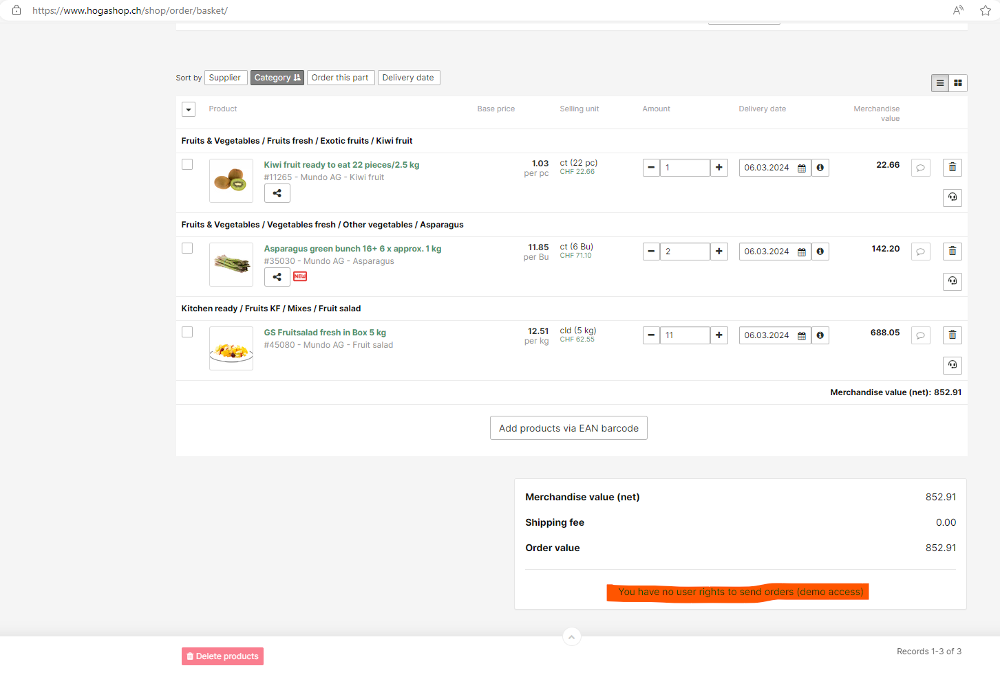 https://www.hogashop.ch/shop/order/basket/
Sort by Supplier Category Order this part Delivery date
Product Base price Selling unit Amount Delivery date Merchandise value
Fruits & Vegetables / Fruits fresh / Exotic fruits / Kiwi fruit
Kiwi fruit ready to eat 22 pieces/2.5 kg 1.03 ct (22 pc) 1 06.03.2024 22.66
#11265 - Mundo AG - Kiwi fruit per pc CHF 22.66
Fruits & Vegetables / Vegetables fresh / Other vegetables / Asparagus
Asparagus green bunch 16+ 6 x approx. 1 kg 11.85 ct (6 Bu) 2 06.03.2024 142.20
#35030 - Mundo AG - Asparagus per Bu CHF 71.10
NEW
Kitchen ready / Fruits KF / Mixes / Fruit salad
GS Fruitsalad fresh in Box 5 kg 12.51 cld (5 kg) 11 06.03.2024 688.05
#45080 - Mundo AG - Fruit salad per kg CHF 62.55
Merchandise value (net): 852.91
Add products via EAN barcode
Merchandise value (net) 852.91
Shipping fee 0.00
Order value 852.91
You have no user rights to send orders (demo access)
Delete products Records 1-3 of 3